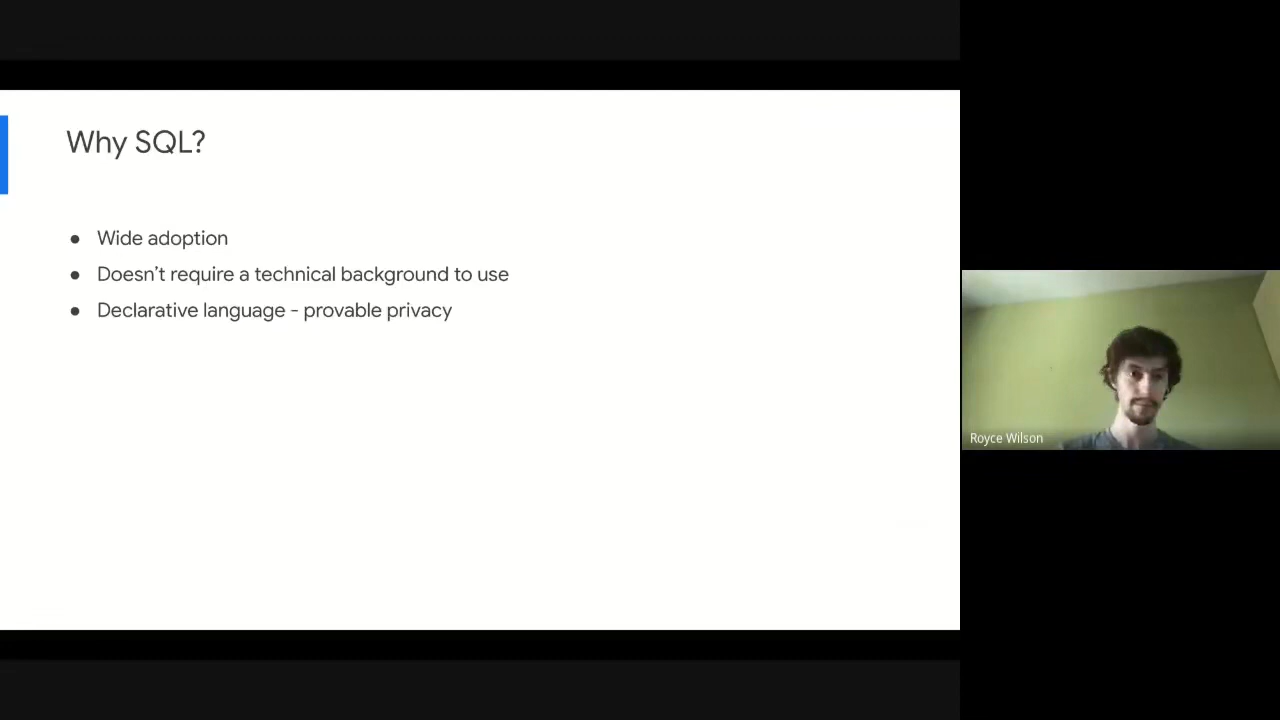 Why SQL?
● Wide adoption
● Doesn’t require a technical background to use
● Declarative language - provable privacy
Royce Wilson